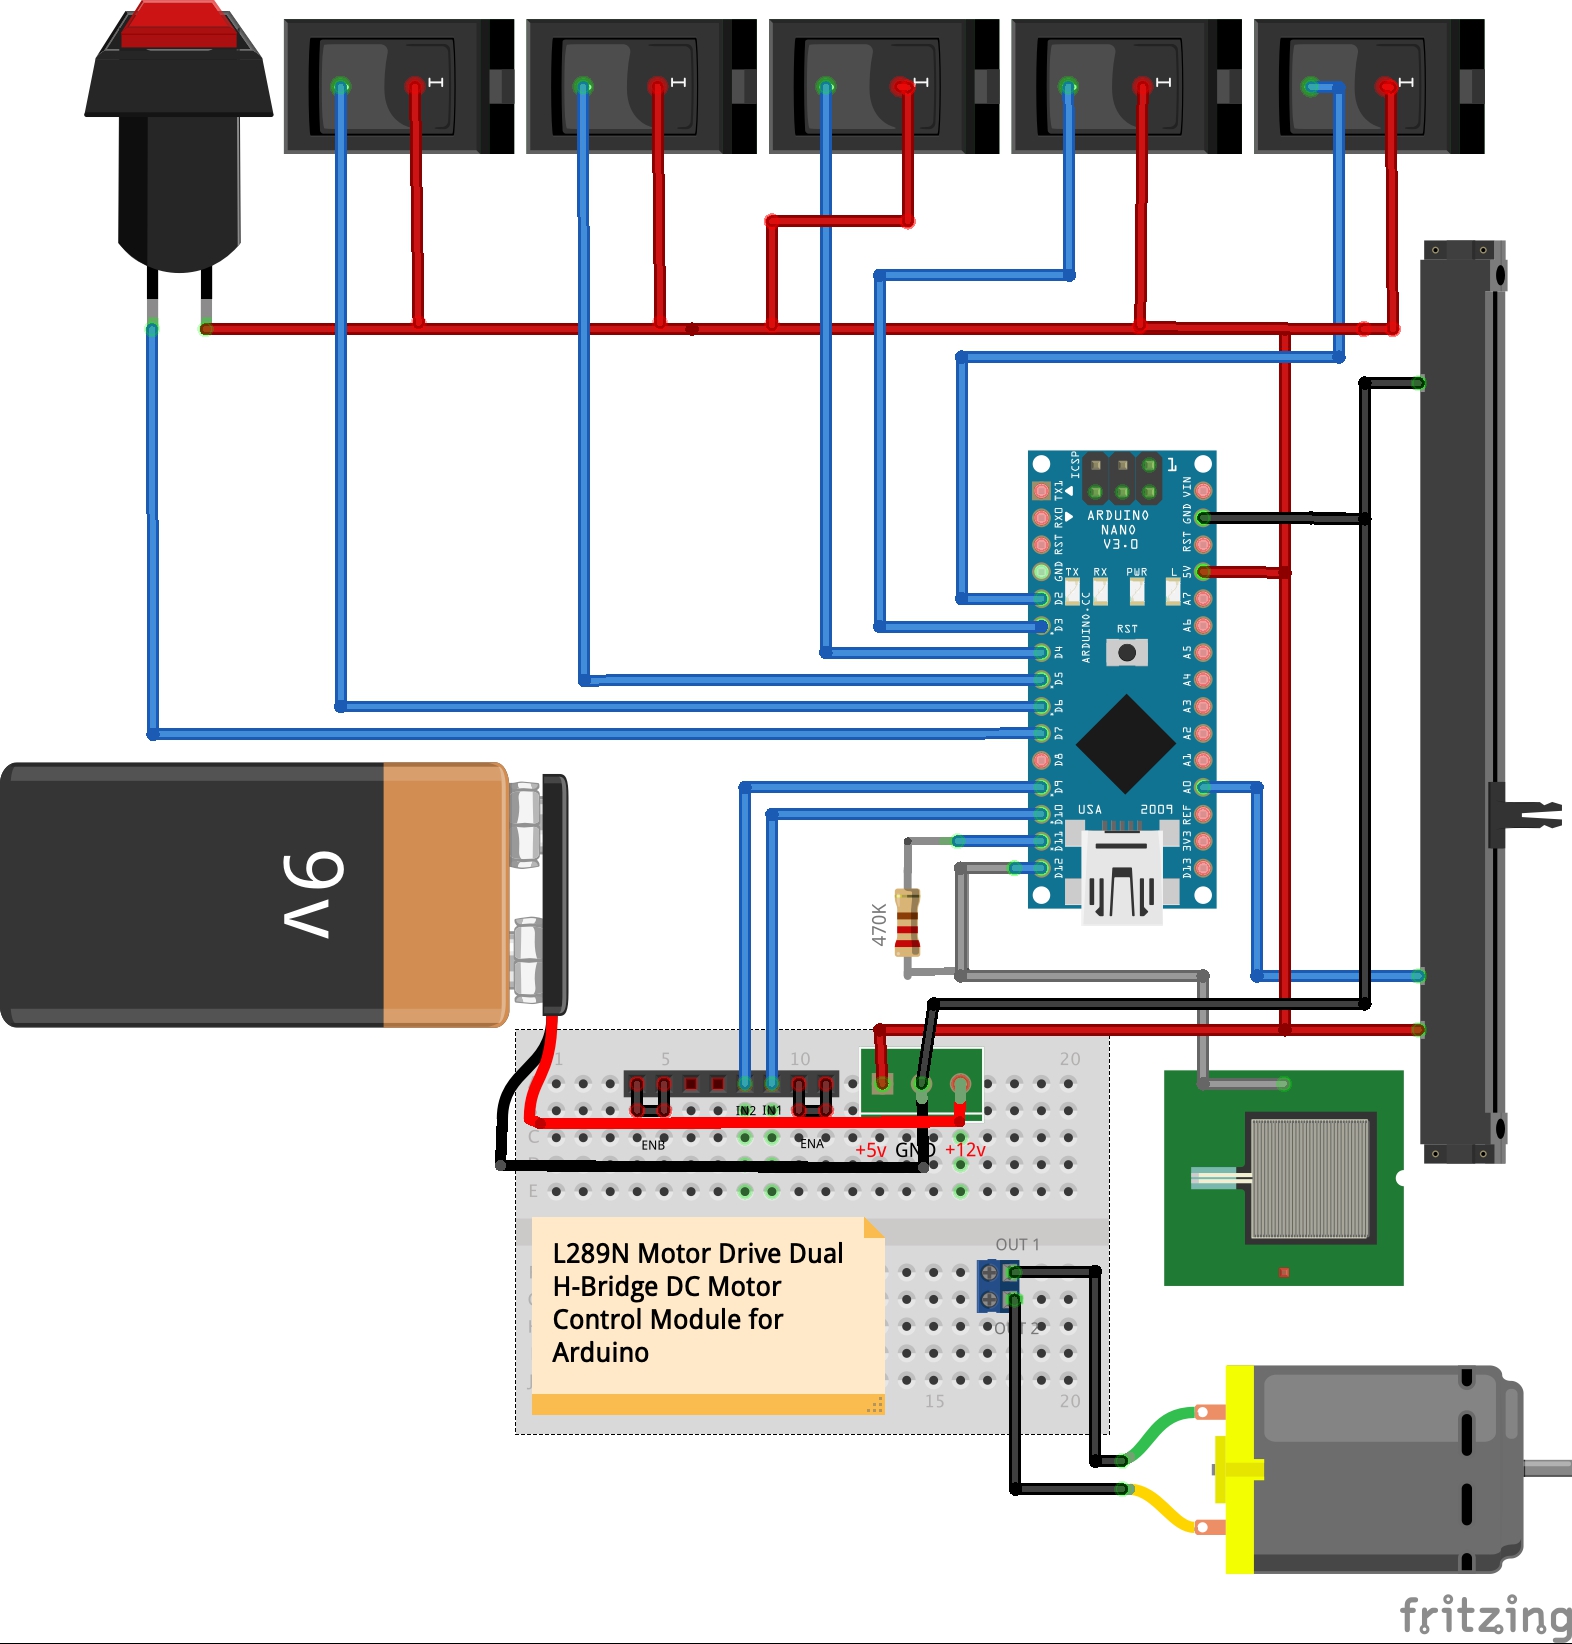 I
I
I
I
I
ICSP
1
ARDUINO
NANO
V3.0
TX1
RX0
RST
GND
D2
D3
D4
D5
D6
D7
D8
D9
D10
D11
D12
VIN
GND
RST
5V
A7
A6
A5
A4
A3
A2
A1
A0
REF
3V3
D13
TX RX PWR L
ARDUINO.CC
RST
USA 2009
9v
470K
1 5 10 20
IN2 IN1
ENB ENA
C
E
+5v GND +12v
L289N Motor Drive Dual
H-Bridge DC Motor
Control Module for
Arduino
OUT 1
OUT 2
J
15 20
fritzing